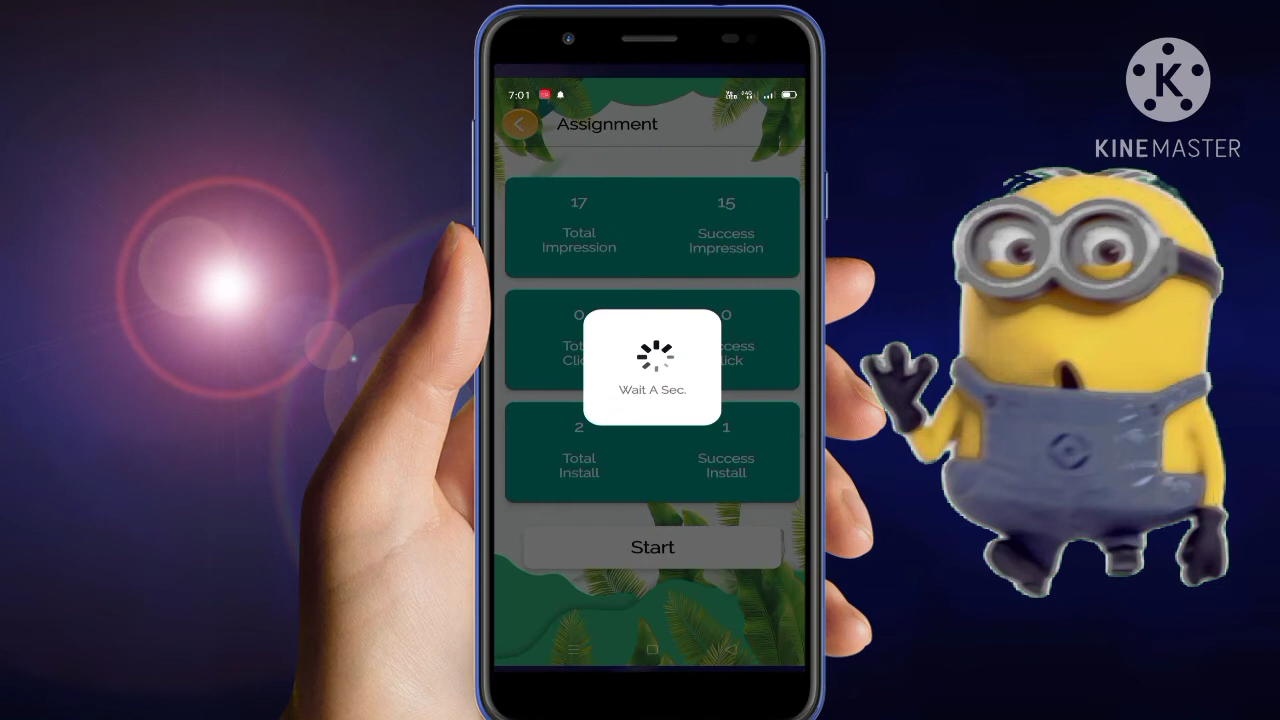 7:01
Assignment
17
15
Total
Impression
Success
Impression
0
0
2
1
Total
Install
Success
Install
Wait A Sec.
Start
K
KINEMASTER